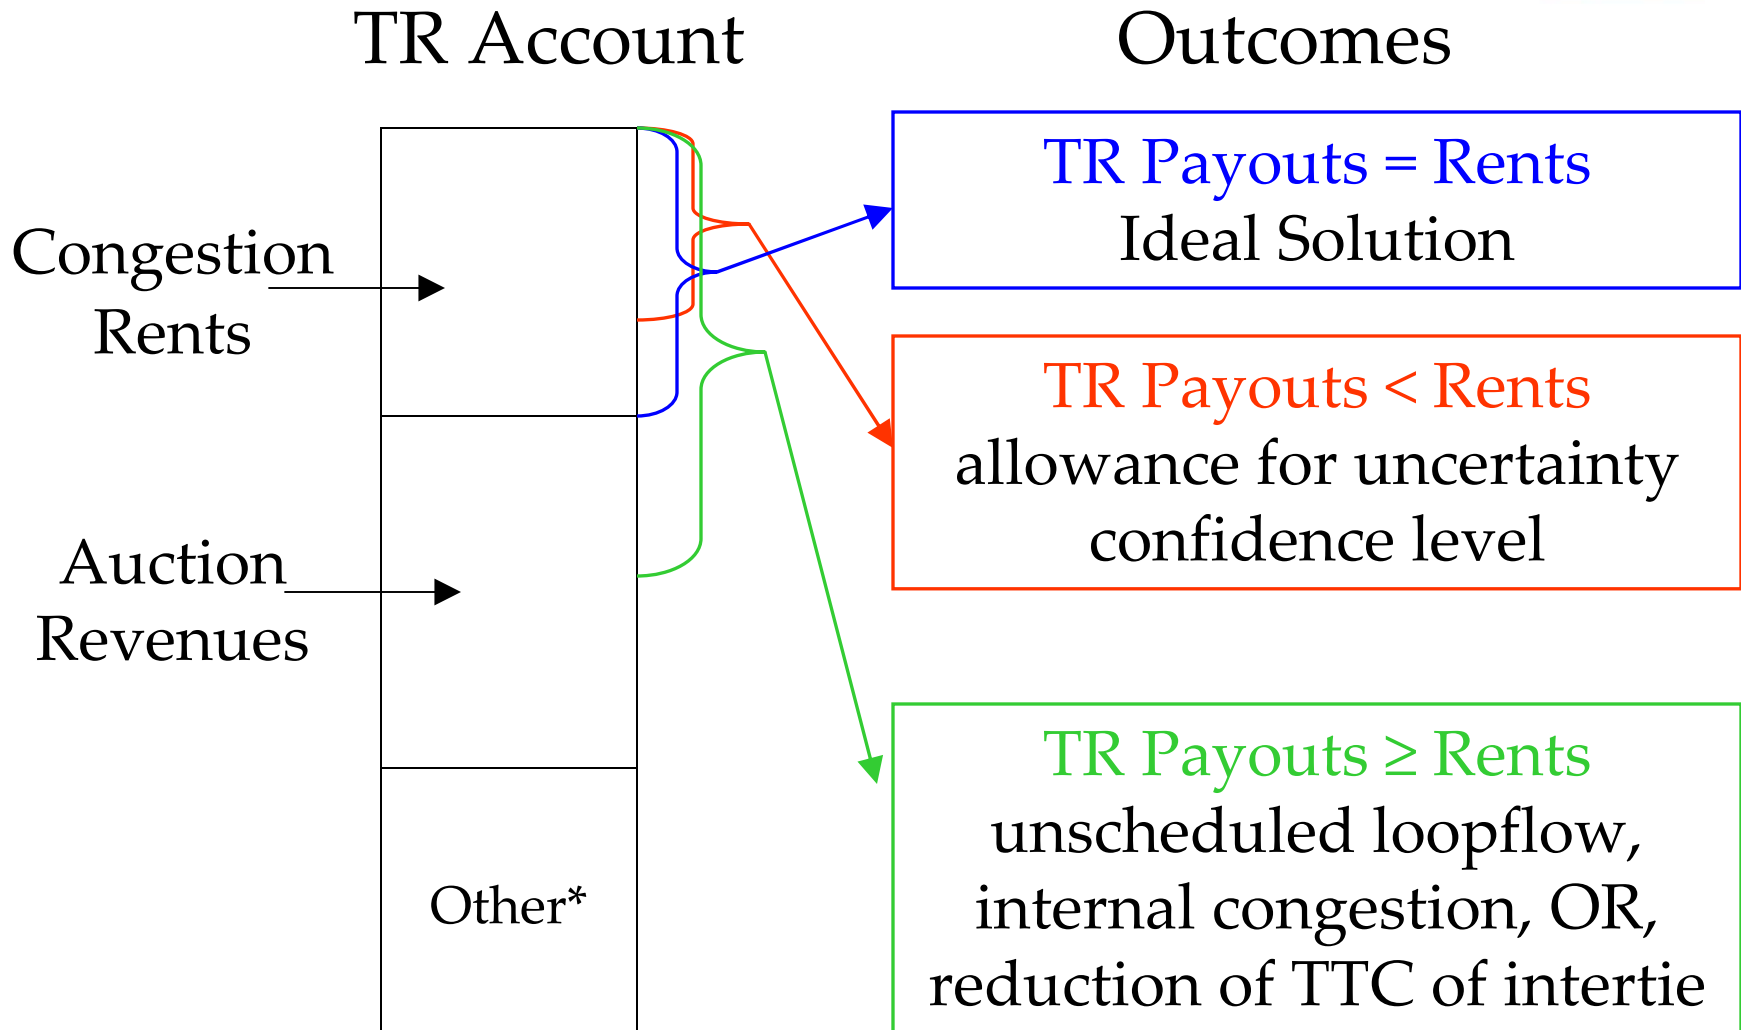 TR Account
Outcomes
Congestion
Rents
Auction
Revenues
Other*
TR Payouts = Rents
Ideal Solution
TR Payouts < Rents
allowance for uncertainty
confidence level
TR Payouts ≥ Rents
unscheduled loopflow,
internal congestion, OR,
reduction of TTC of intertie